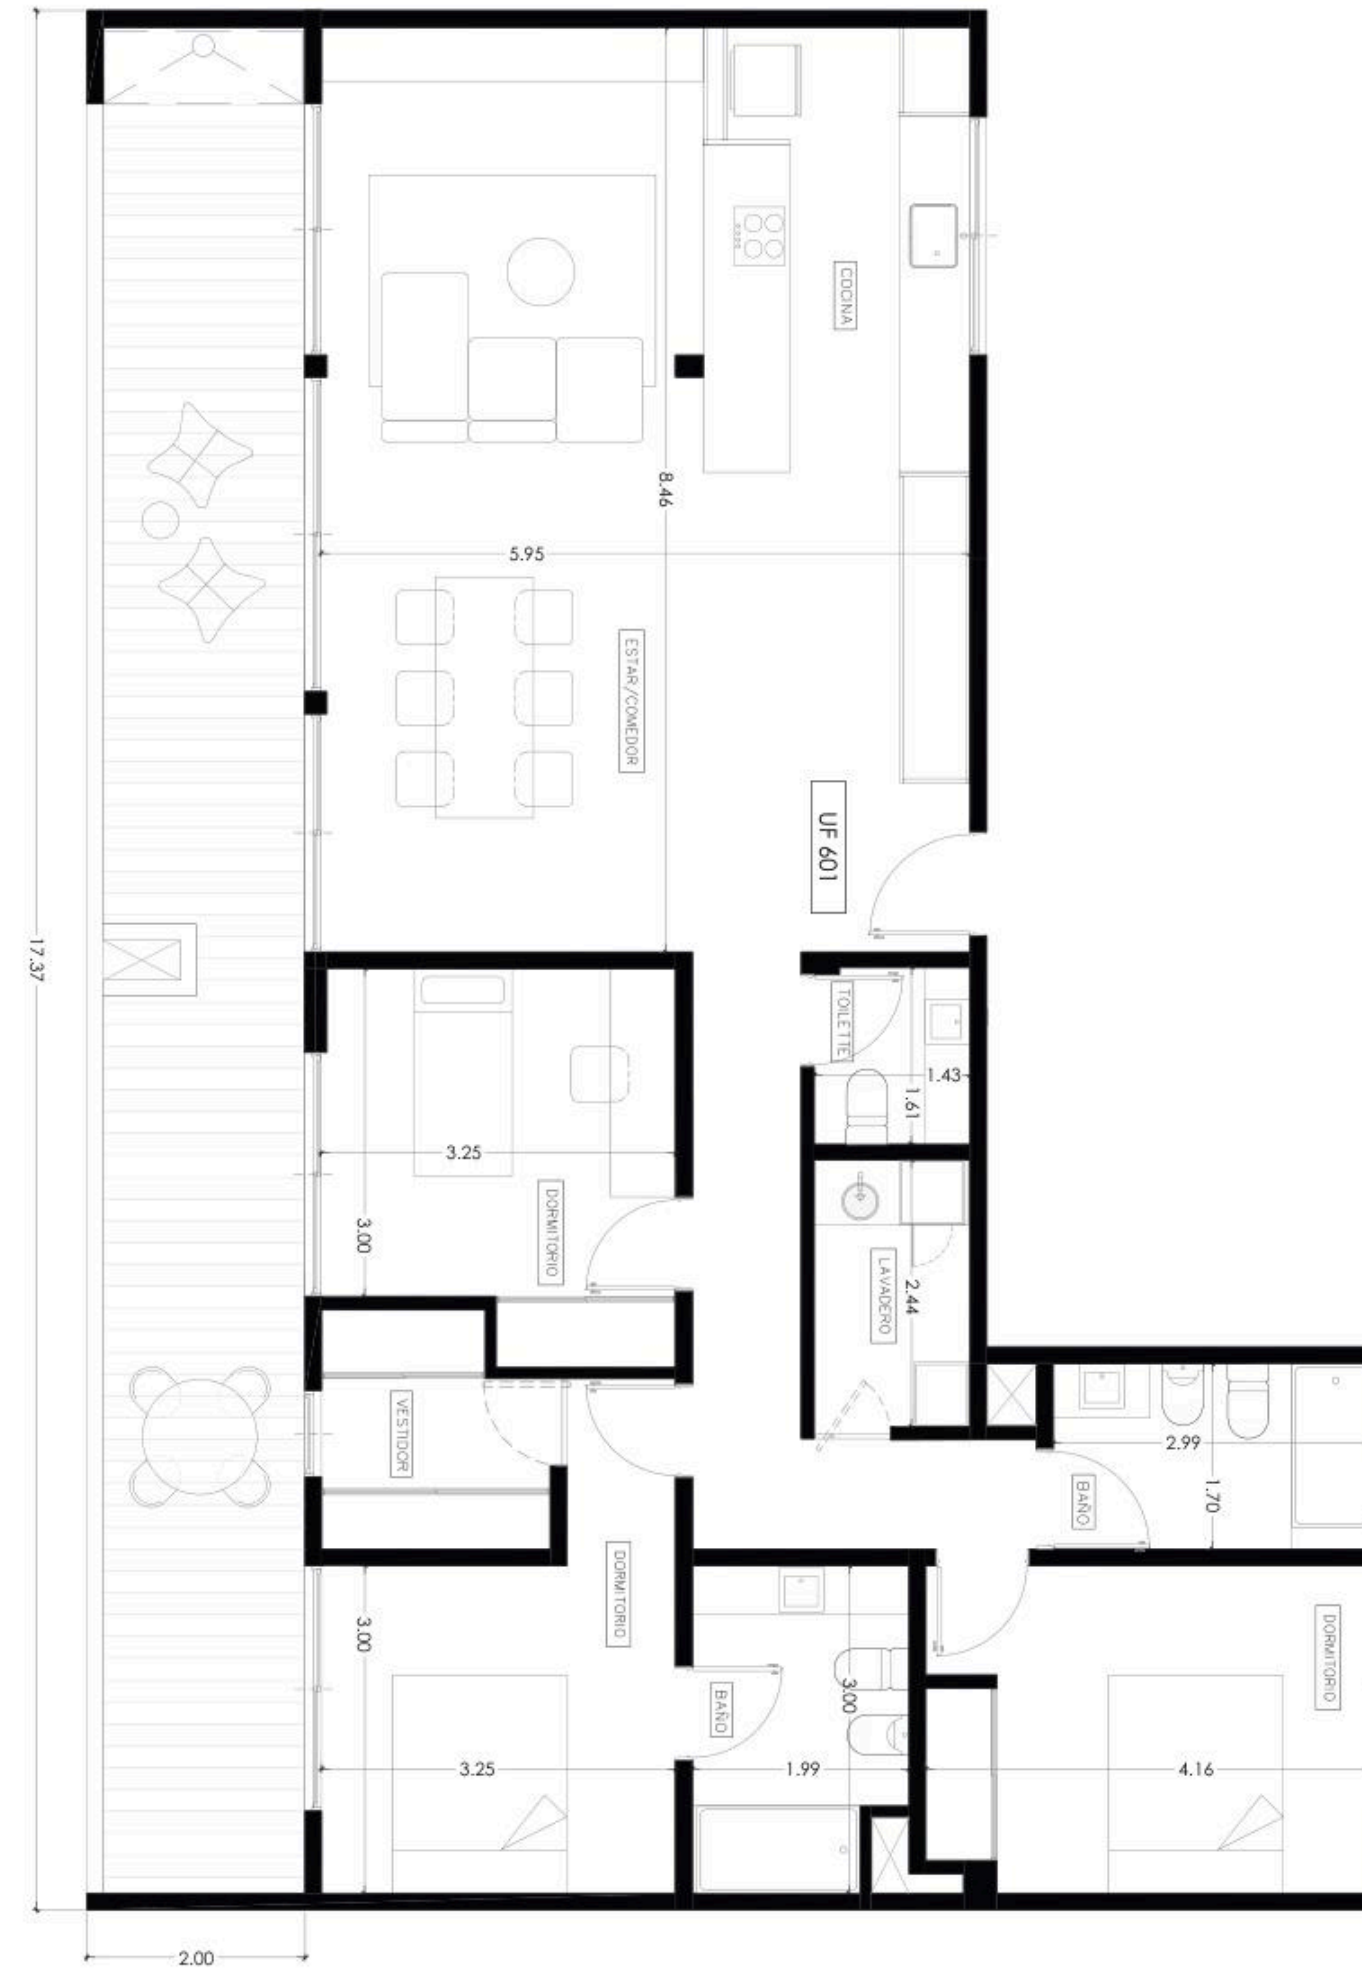 COCINA
8.46
5.95
ESTAR/COMEDOR
UF 601
17.37
TOILETTE
1.43
1.61
3.25
DORMITORIO
3.00
LAVADERO
2.44
VESTIDOR
2.99
1.70
BAÑO
DORMITORIO
3.00
DORMITORIO
BAÑO
3.00
3.25
1.99
4.16
2.00